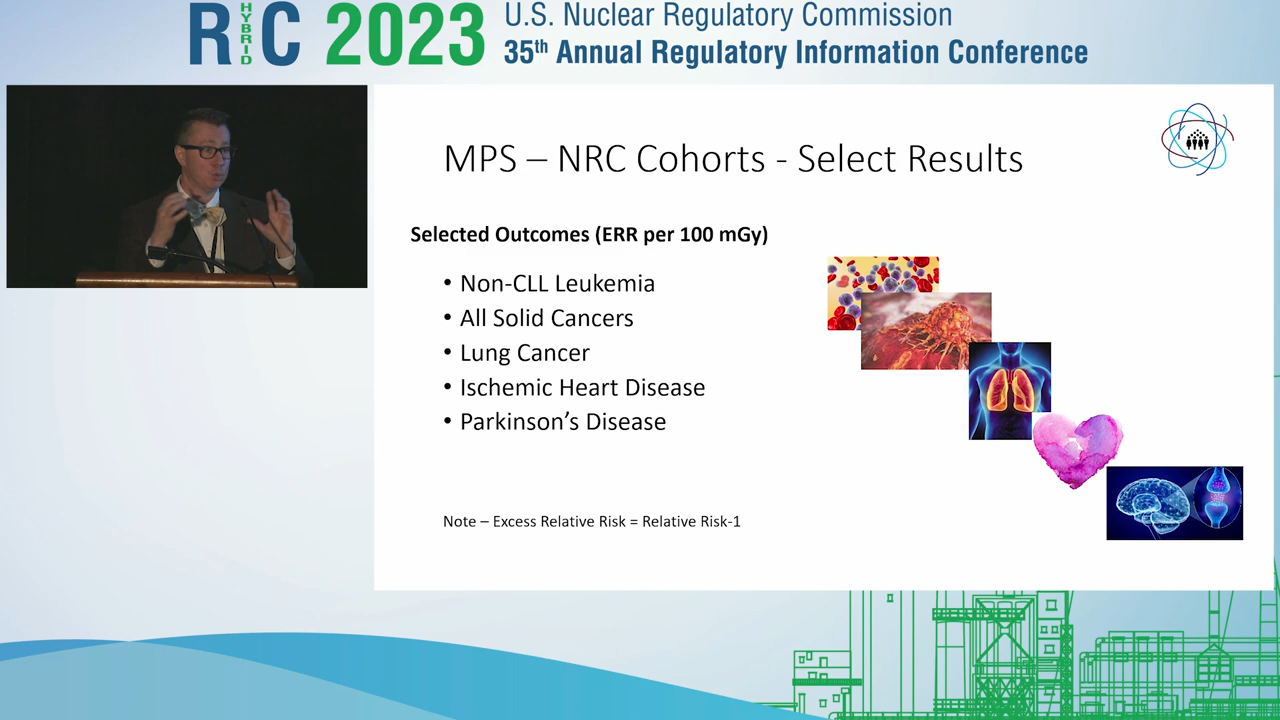 RIC 2023
HYBRID
U.S. Nuclear Regulatory Commission
35th Annual Regulatory Information Conference
MPS – NRC Cohorts - Select Results
Selected Outcomes (ERR per 100 mGy)
• Non-CLL Leukemia
• All Solid Cancers
• Lung Cancer
• Ischemic Heart Disease
• Parkinson’s Disease
Note – Excess Relative Risk = Relative Risk-1